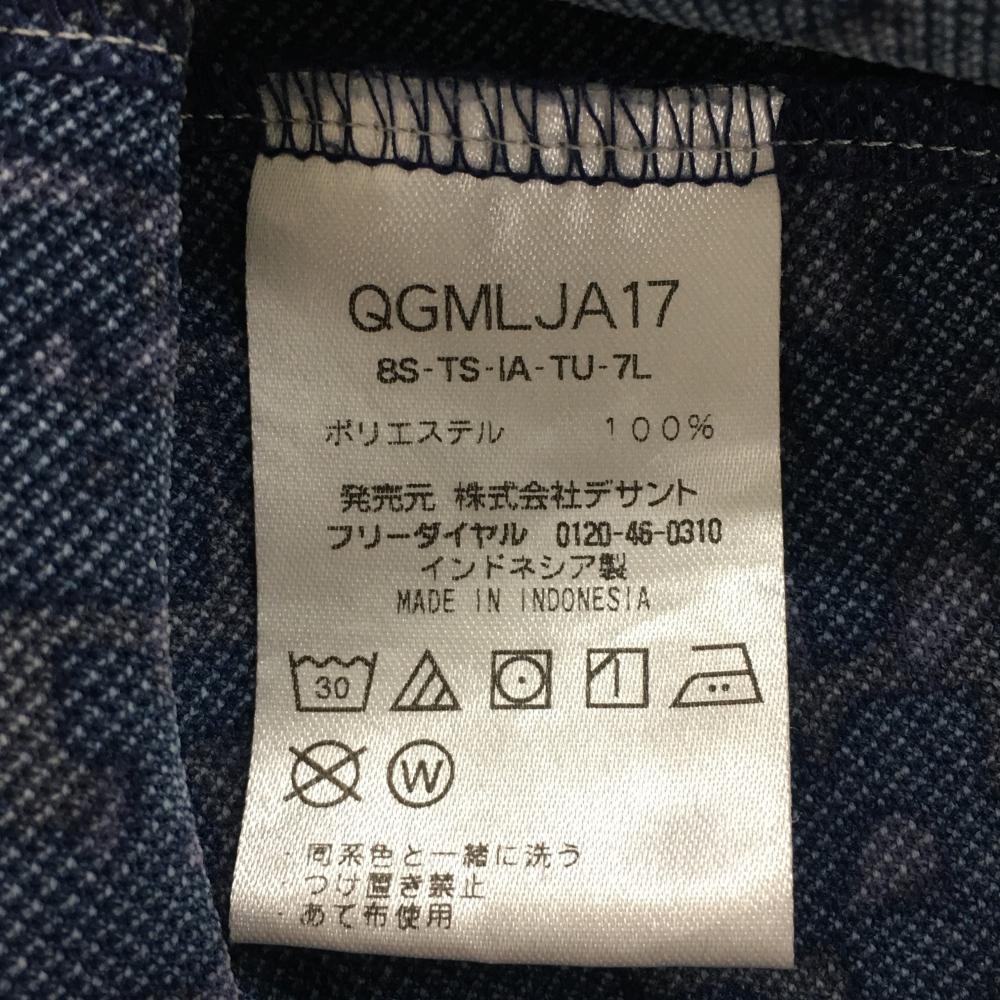 QGMLJA17
8S-TS-IA-TU-7L
ポリエステル １００％
発売元 株式会社デサント
フリーダイヤル 0120-46-0310
インドネシア製
MADE IN INDONESIA
30
W
・同系色と一緒に洗う
・つけ置き禁止
・あて布使用